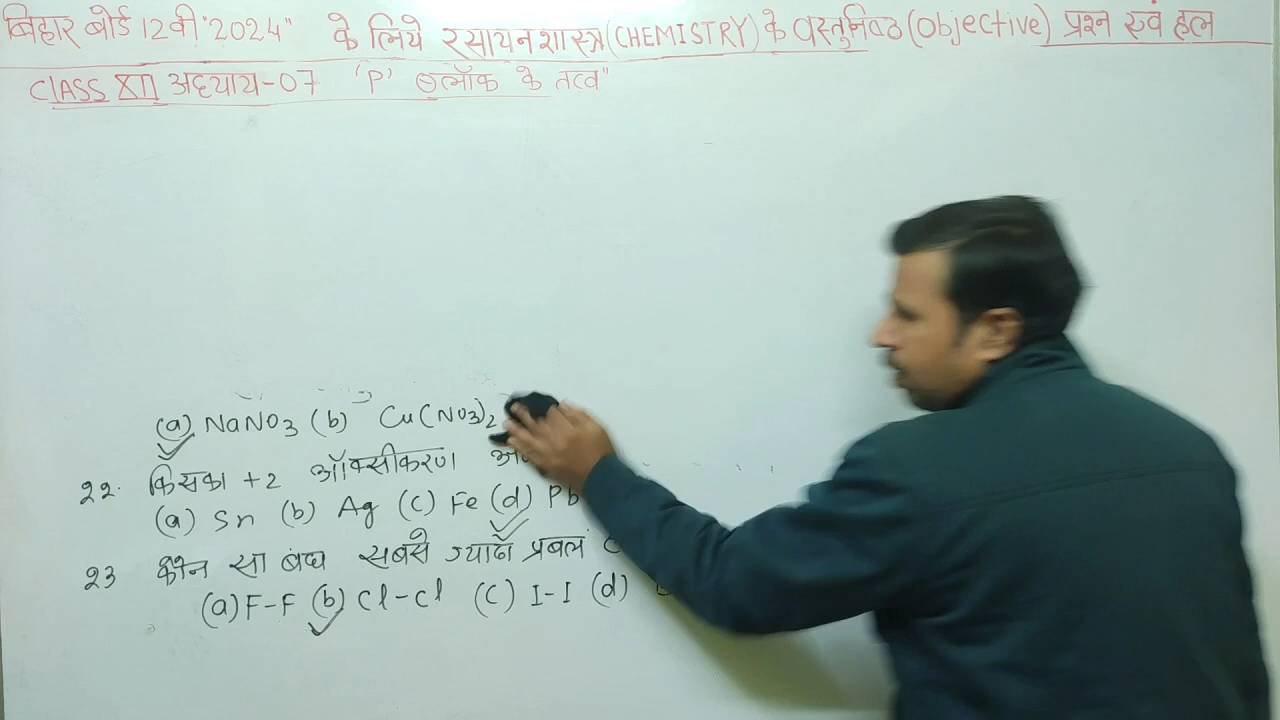 बिहार बोर्ड 12वी "2024" के लिये रसायनशास्त्र (CHEMISTRY) के वस्तुनिष्ठ (Objective) प्रश्न एवं हल
CLASS XII अध्याय-07 'P' ब्लॉक के तत्व"
(a) NaNO3 (b) Cu(NO3)2
22. किसका +2 ऑक्सीकरण
(a) Sn (b) Ag (C) Fe (d) Pb
23 कौन सा बंध सबसे ज्यादा प्रबल
(a) F-F (b) Cl-Cl (C) I-I (d)